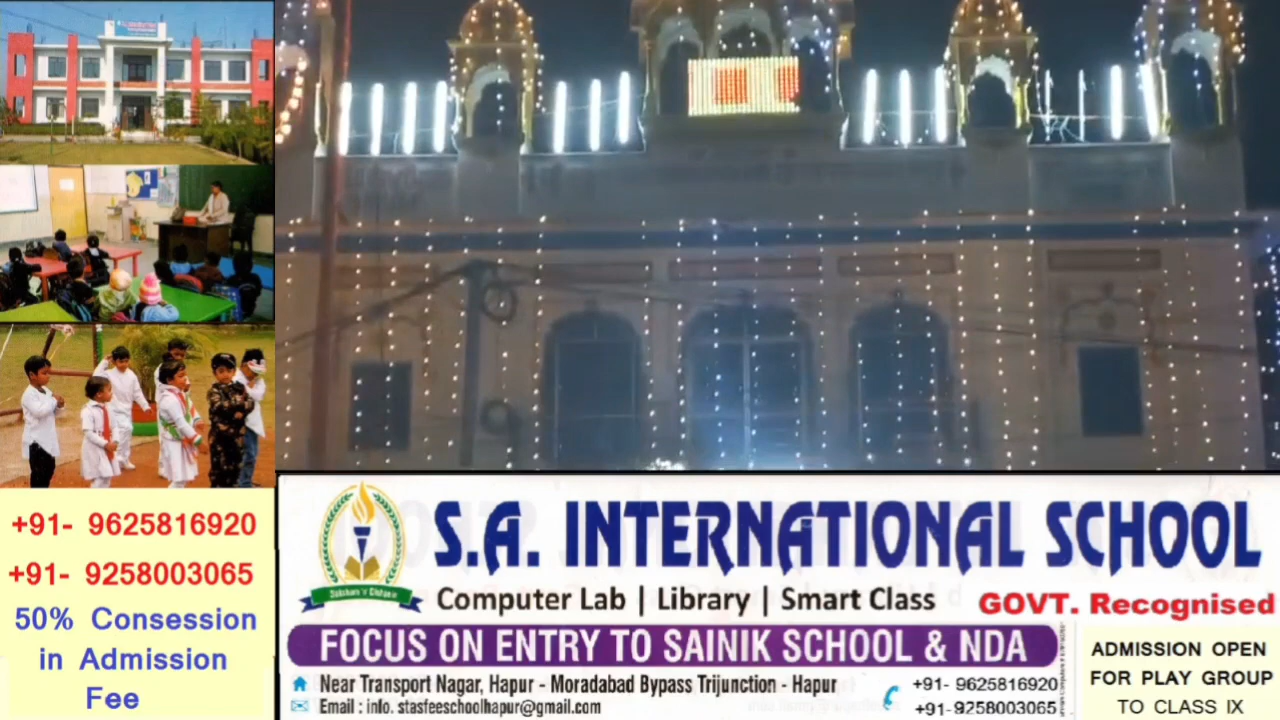 +91- 9625816920
+91- 9258003065
50% Consession
in Admission
Fee
S.A. INTERNATIONAL SCHOOL
Computer Lab | Library | Smart Class
GOVT. Recognised
FOCUS ON ENTRY TO SAINIK SCHOOL & NDA
Near Transport Nagar, Hapur - Moradabad Bypass Trijunction - Hapur
Email : info. stasfeeschoolhapur@gmail.com
+91- 9625816920
+91- 9258003065
ADMISSION OPEN
FOR PLAY GROUP
TO CLASS IX